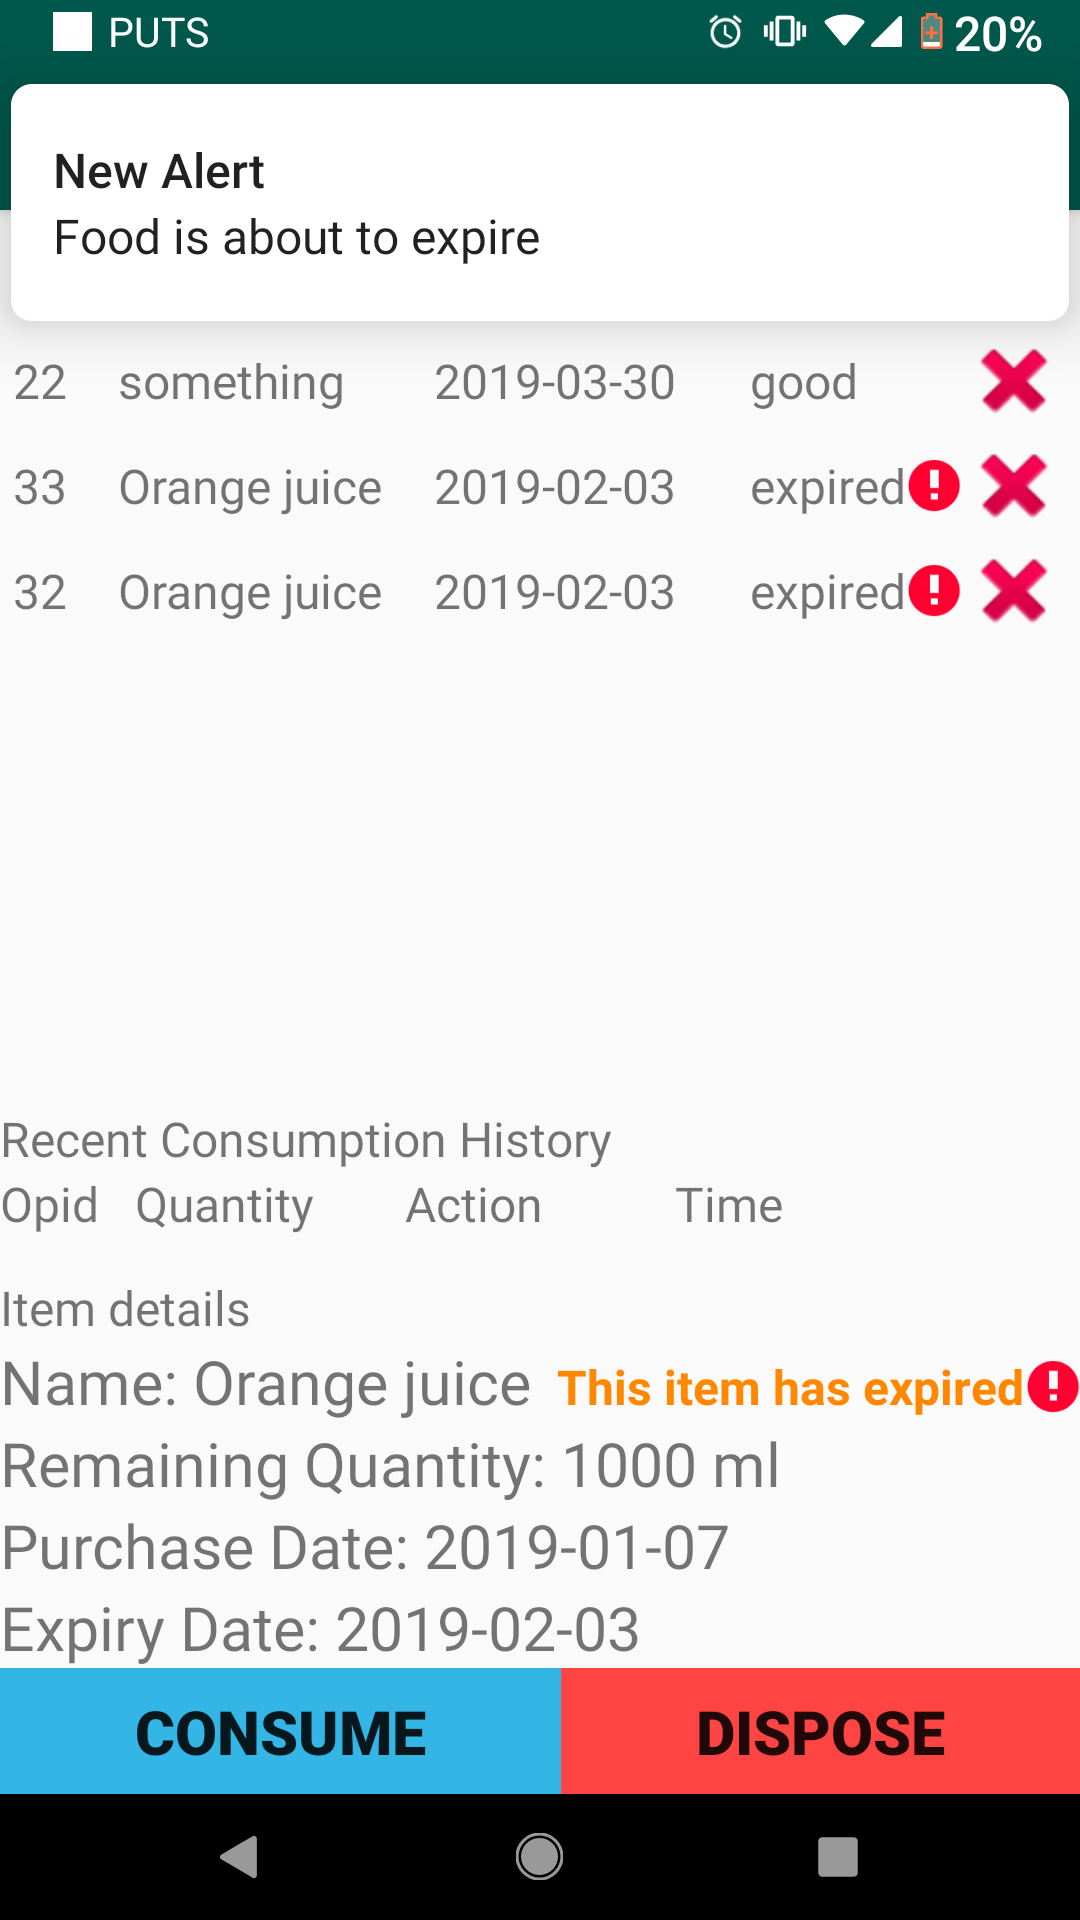 PUTS 20%
New Alert
Food is about to expire
22 something 2019-03-30 good
33 Orange juice 2019-02-03 expired
32 Orange juice 2019-02-03 expired
Recent Consumption History
Opid Quantity Action Time
Item details
Name: Orange juice This item has expired
Remaining Quantity: 1000 ml
Purchase Date: 2019-01-07
Expiry Date: 2019-02-03
CONSUME DISPOSE